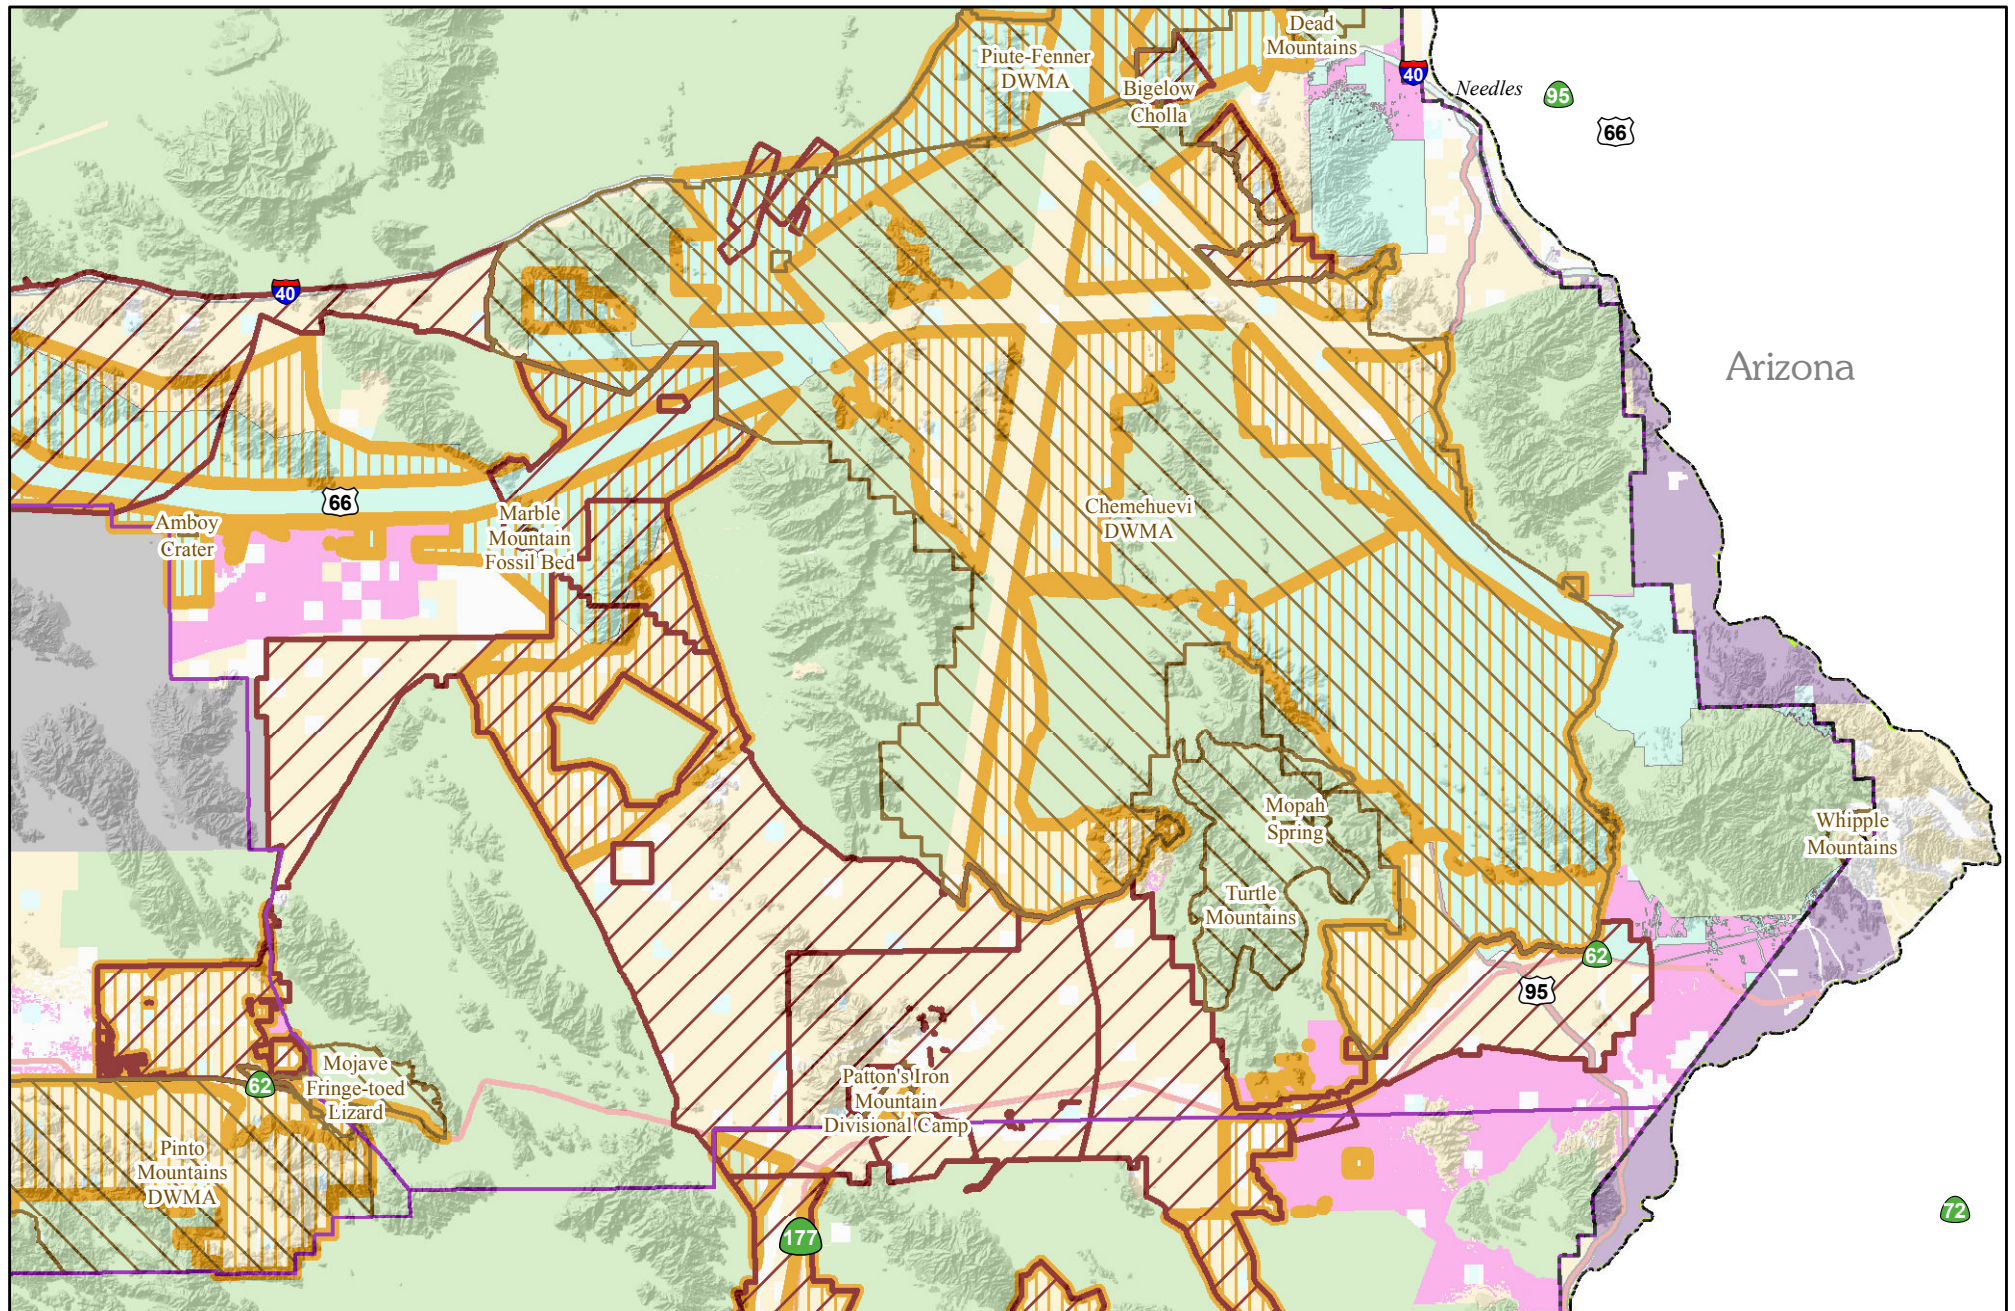 Dead
Mountains
Piute-Fenner
DWMA
Bigelow
Cholla
40
Needles
95
66
40
Arizona
66
Amboy
Crater
Marble
Mountain
Fossil Bed
Chemehuevi
DWMA
Mopah
Spring
Whipple
Mountains
Turtle
Mountains
62
95
Mojave
Fringe-toed
Lizard
62
Patton's Iron
Mountain
Divisional Camp
Pinto
Mountains
DWMA
177
72